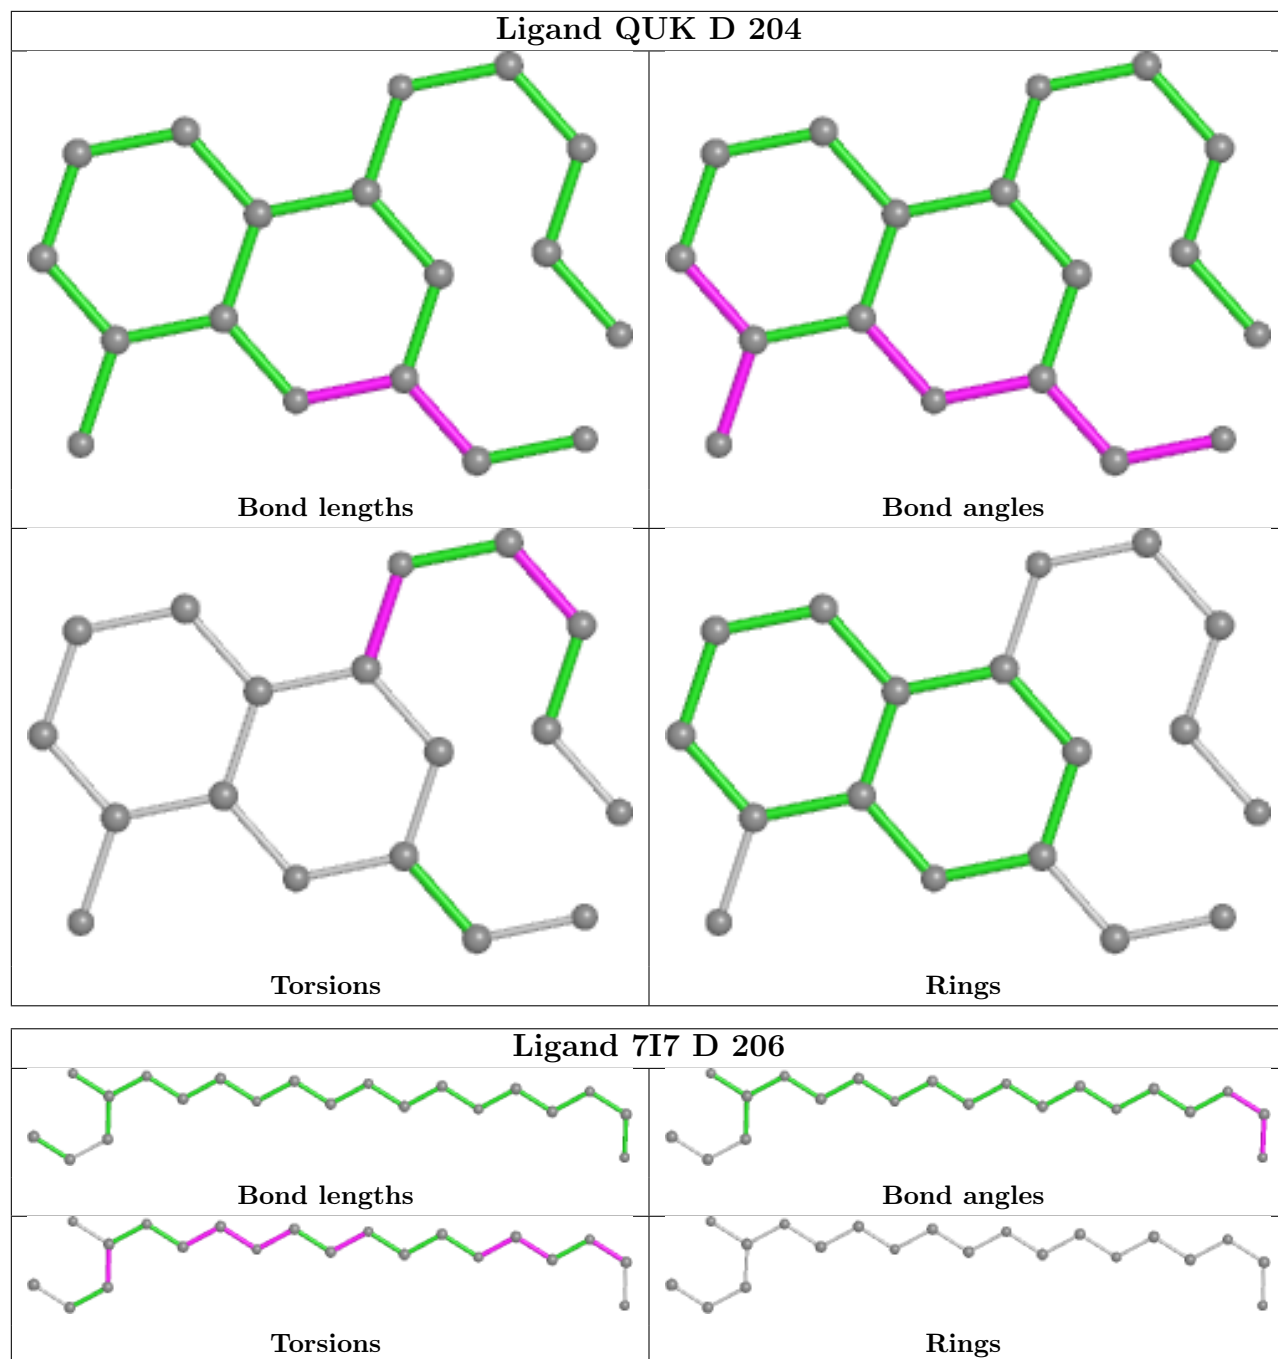 Ligand QUK D 204
Bond lengths
Bond angles
Torsions
Rings
Ligand 7I7 D 206
Bond lengths
Bond angles
Torsions
Rings